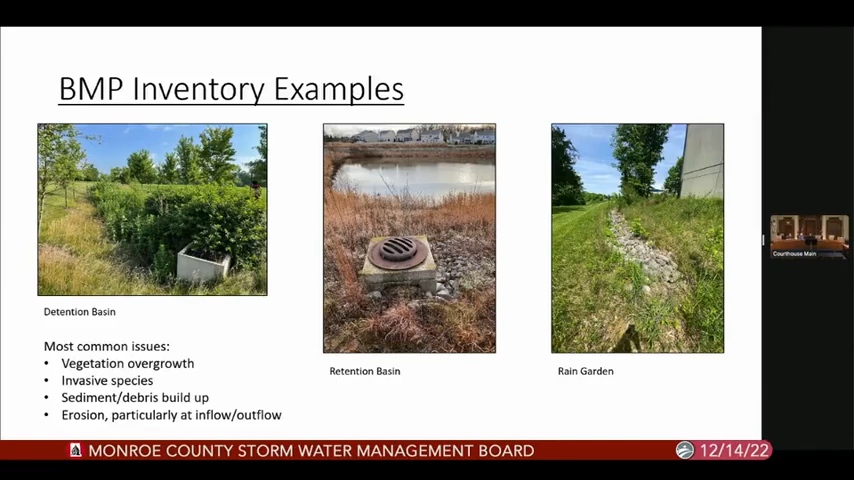 BMP Inventory Examples
Detention Basin
Most common issues:
• Vegetation overgrowth
• Invasive species
• Sediment/debris build up
• Erosion, particularly at inflow/outflow
Retention Basin
Rain Garden
Courthouse Main
MONROE COUNTY STORM WATER MANAGEMENT BOARD
12/14/22